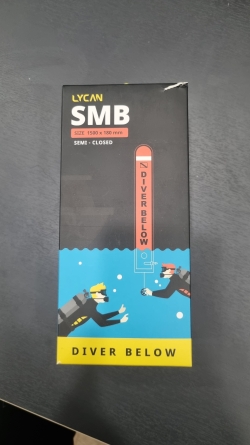 LYCAN
SMB
SEMI - CLOSED
DIVER BELOW
DIVER BELOW